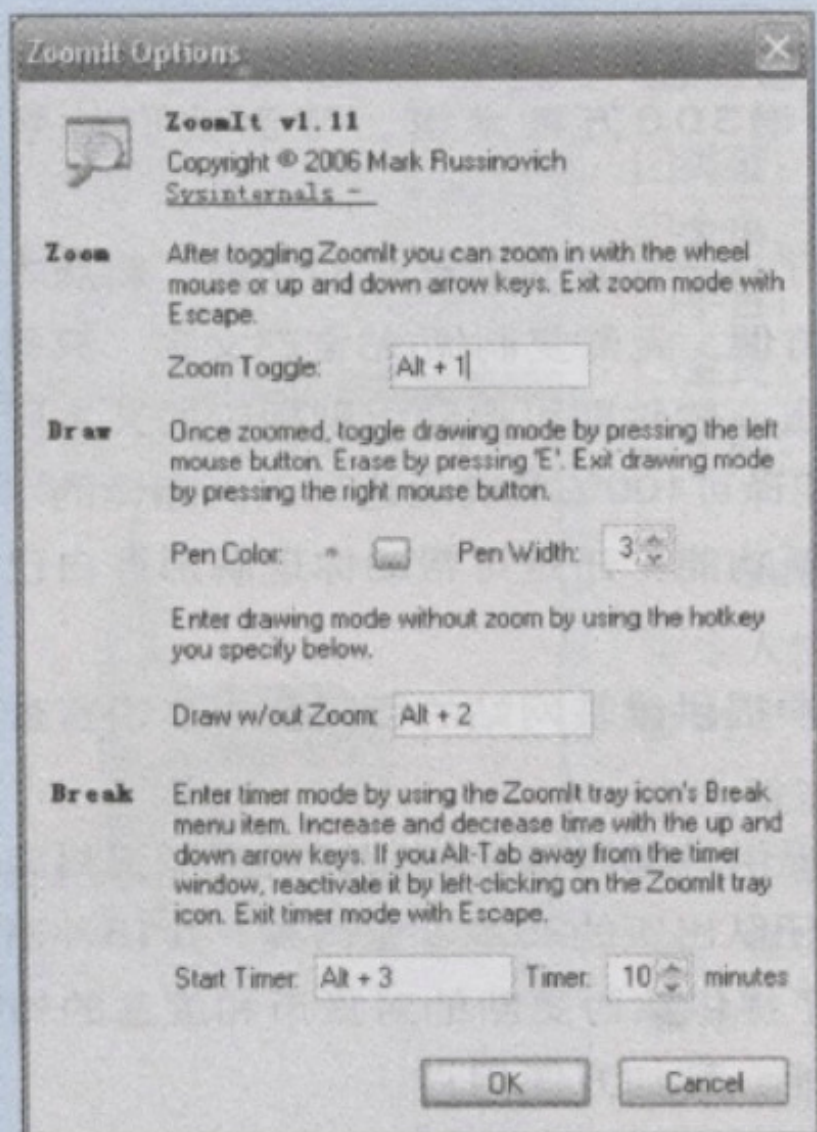 ZoomIt Options
ZoomIt v1.11
Copyright © 2006 Mark Russinovich
Sysinternals -
Zoom After toggling ZoomIt you can zoom in with the wheel
mouse or up and down arrow keys. Exit zoom mode with
Escape.
Zoom Toggle: Alt + 1
Draw Once zoomed, toggle drawing mode by pressing the left
mouse button. Erase by pressing 'E'. Exit drawing mode
by pressing the right mouse button.
Pen Color: ... Pen Width: 3
Enter drawing mode without zoom by using the hotkey
you specify below.
Draw w/out Zoom: Alt + 2
Break Enter timer mode by using the ZoomIt tray icon's Break
menu item. Increase and decrease time with the up and
down arrow keys. If you Alt-Tab away from the timer
window, reactivate it by left-clicking on the ZoomIt tray
icon. Exit timer mode with Escape.
Start Timer: Alt + 3 Timer: 10 minutes
OK Cancel